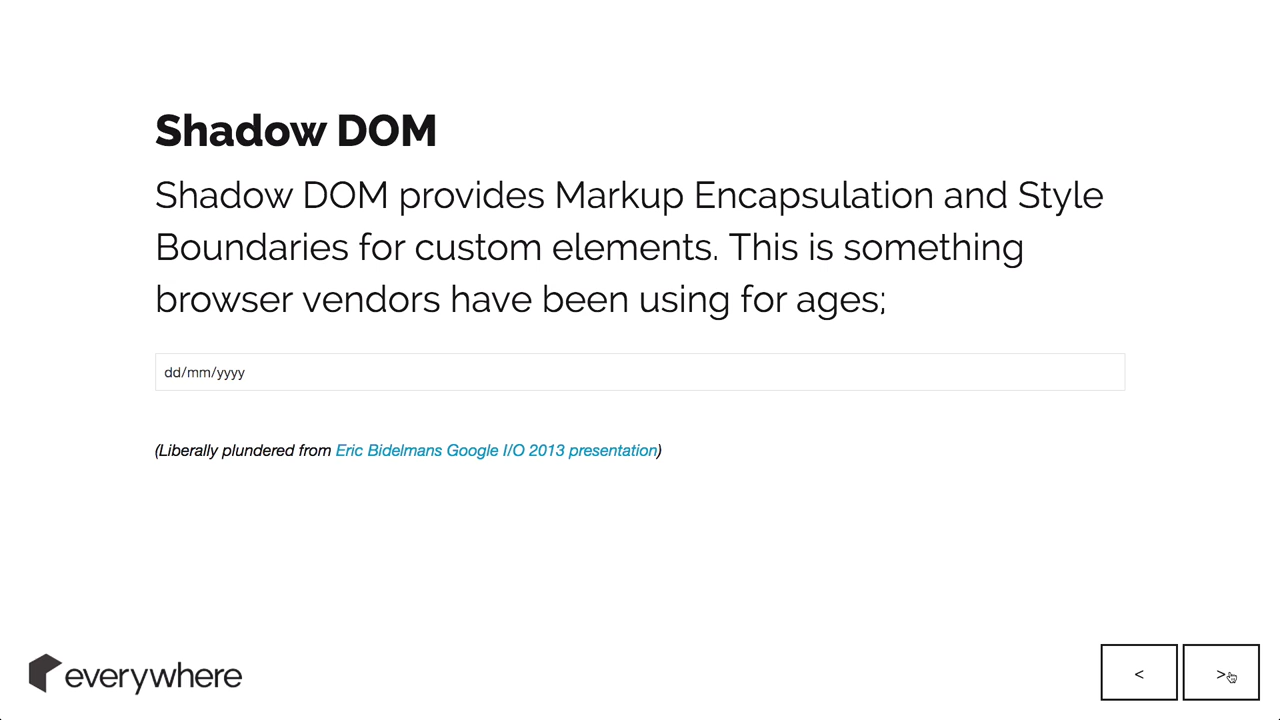 Shadow DOM
Shadow DOM provides Markup Encapsulation and Style
Boundaries for custom elements. This is something
browser vendors have been using for ages;
dd/mm/yyyy
(Liberally plundered from Eric Bidelmans Google I/O 2013 presentation)
everywhere
< >